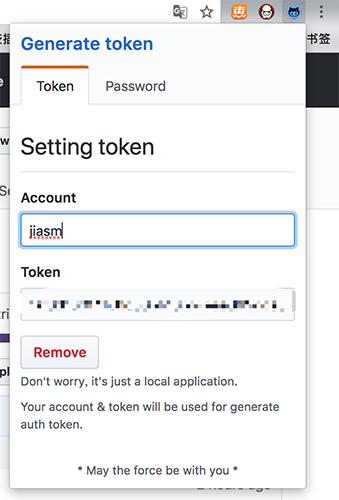 书签
Generate token
Token Password
Setting token
Account
jiasm
Token
Remove
Don't worry, it's just a local application.
Your account & token will be used for generate
auth token.
* May the force be with you *